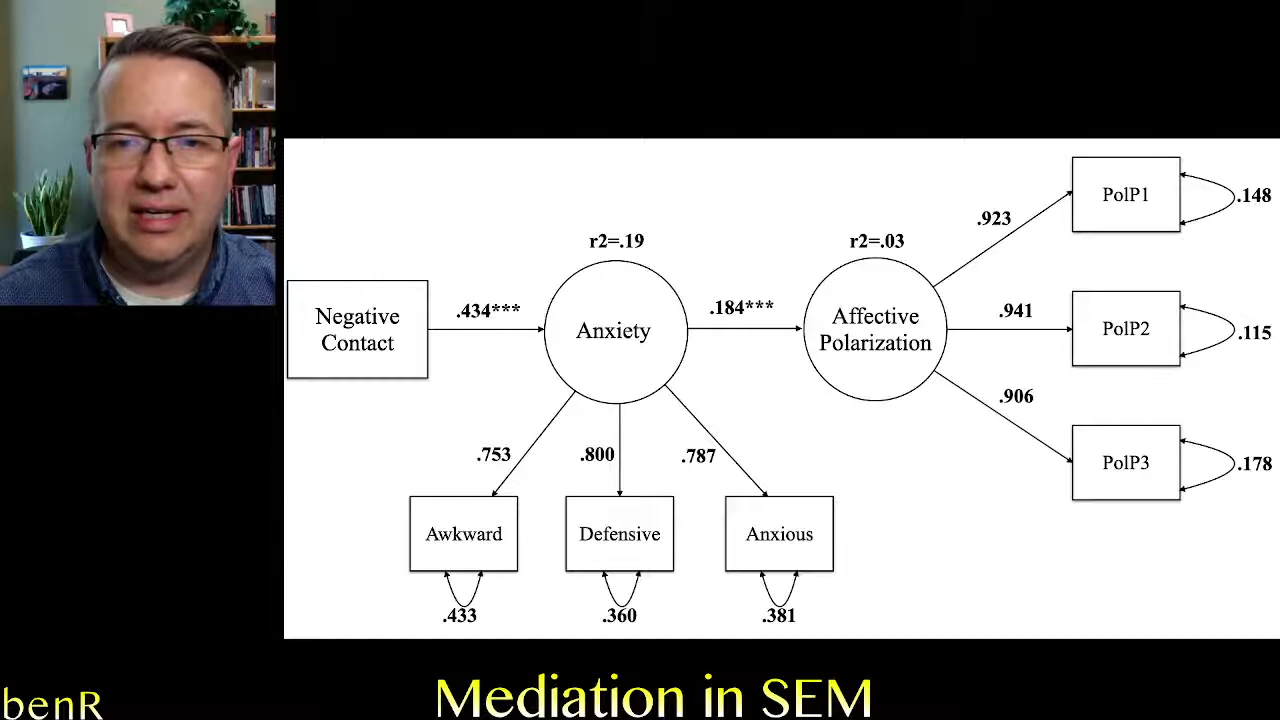 r2=.19
r2=.03
Negative
Contact
.434***
Anxiety
.184***
Affective
Polarization
.923
.941
.906
PolP1
.148
PolP2
.115
PolP3
.178
.753
.800
.787
Awkward
Defensive
Anxious
.433
.360
.381
benR
Mediation in SEM